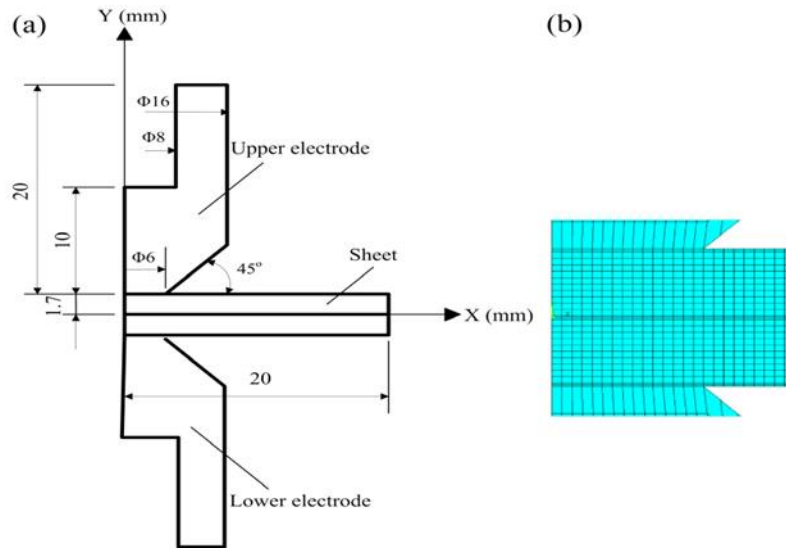 (a)
Y (mm)
(b)
Φ16
Φ8
Upper electrode
20
10
Φ6
45°
Sheet
1.7
X (mm)
20
Lower electrode